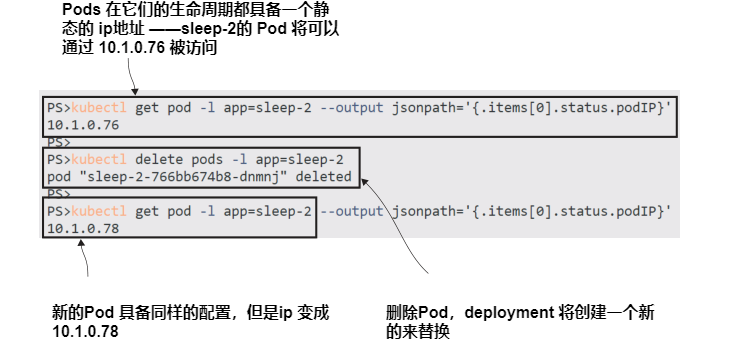 Pods 在它们的生命周期都具备一个静
态的 ip地址 ——sleep-2的 Pod 将可以
通过 10.1.0.76 被访问
PS>kubectl get pod -l app=sleep-2 --output jsonpath='{.items[0].status.podIP}'
10.1.0.76
PS>
PS>kubectl delete pods -l app=sleep-2
pod "sleep-2-766bb674b8-dnmnj" deleted
PS>
PS>kubectl get pod -l app=sleep-2 --output jsonpath='{.items[0].status.podIP}'
10.1.0.78
新的Pod 具备同样的配置，但是ip 变成
10.1.0.78
删除Pod，deployment 将创建一个新
的来替换